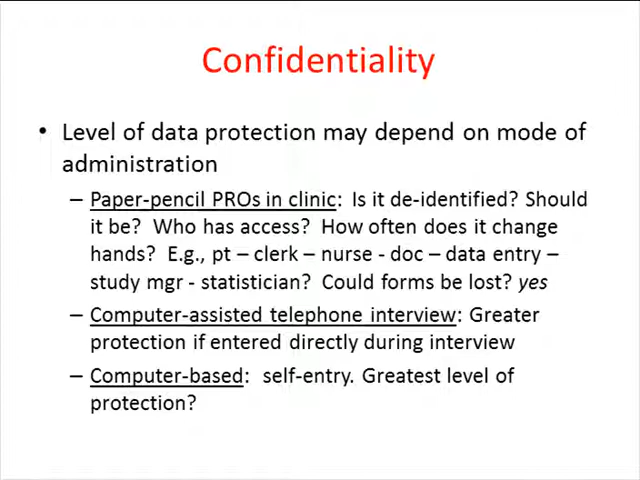 Confidentiality
• Level of data protection may depend on mode of
administration
– Paper-pencil PROs in clinic: Is it de-identified? Should
it be? Who has access? How often does it change
hands? E.g., pt – clerk – nurse - doc – data entry –
study mgr - statistician? Could forms be lost? yes
– Computer-assisted telephone interview: Greater
protection if entered directly during interview
– Computer-based: self-entry. Greatest level of
protection?